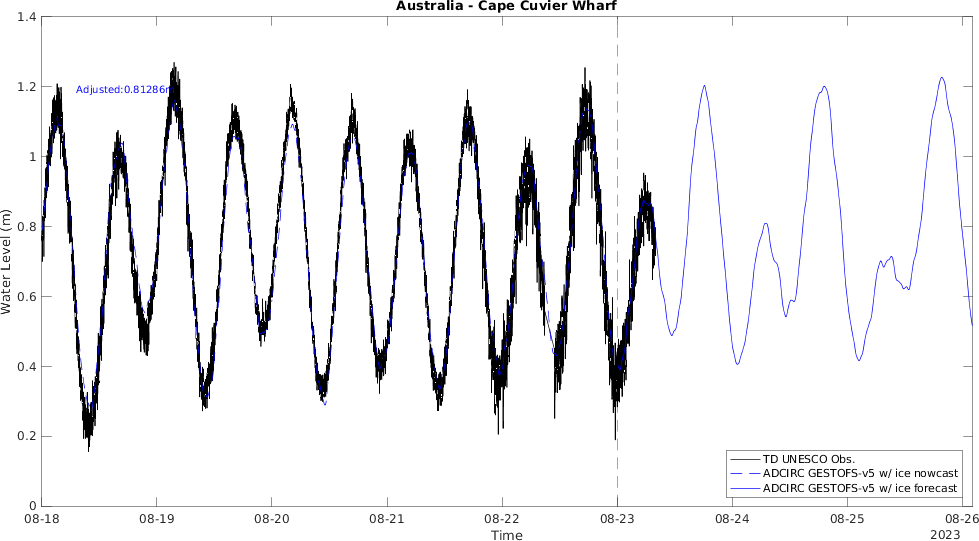 Australia - Cape Cuvier Wharf
1.4
1.2
1
0.8
0.6
0.4
0.2
0
Water Level (m)
Adjusted:0.81286m
TD UNESCO Obs.
ADCIRC GESTOFS-v5 w/ ice nowcast
ADCIRC GESTOFS-v5 w/ ice forecast
08-18
08-19
08-20
08-21
08-22
08-23
08-24
08-25
08-26
Time
2023